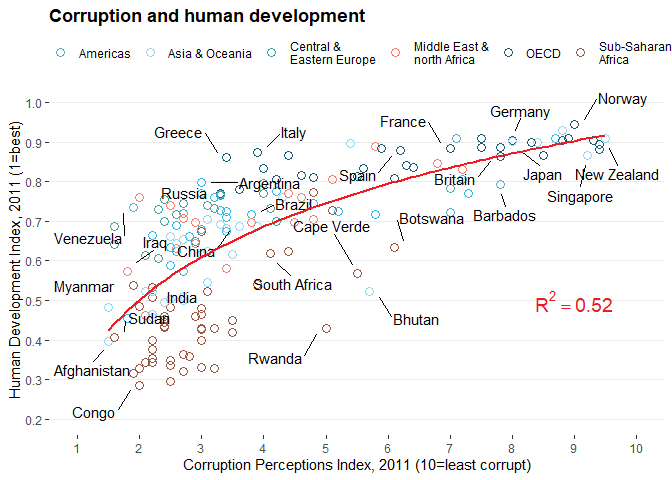 Corruption and human development
Americas
Asia & Oceania
Central &
Eastern Europe
Middle East &
north Africa
OECD
Sub-Saharan
Africa
Human Development Index, 2011 (1=best)
1.0
0.9
0.8
0.7
0.6
0.5
0.4
0.3
0.2
Norway
Germany
France
Greece
Italy
Spain
Britain
Japan
New Zealand
Singapore
Barbados
Argentina
Russia
Brazil
Botswana
Cape Verde
Venezuela
Iraq
China
Myanmar
India
South Africa
Sudan
Bhutan
R² = 0.52
Rwanda
Afghanistan
Congo
1 2 3 4 5 6 7 8 9 10
Corruption Perceptions Index, 2011 (10=least corrupt)